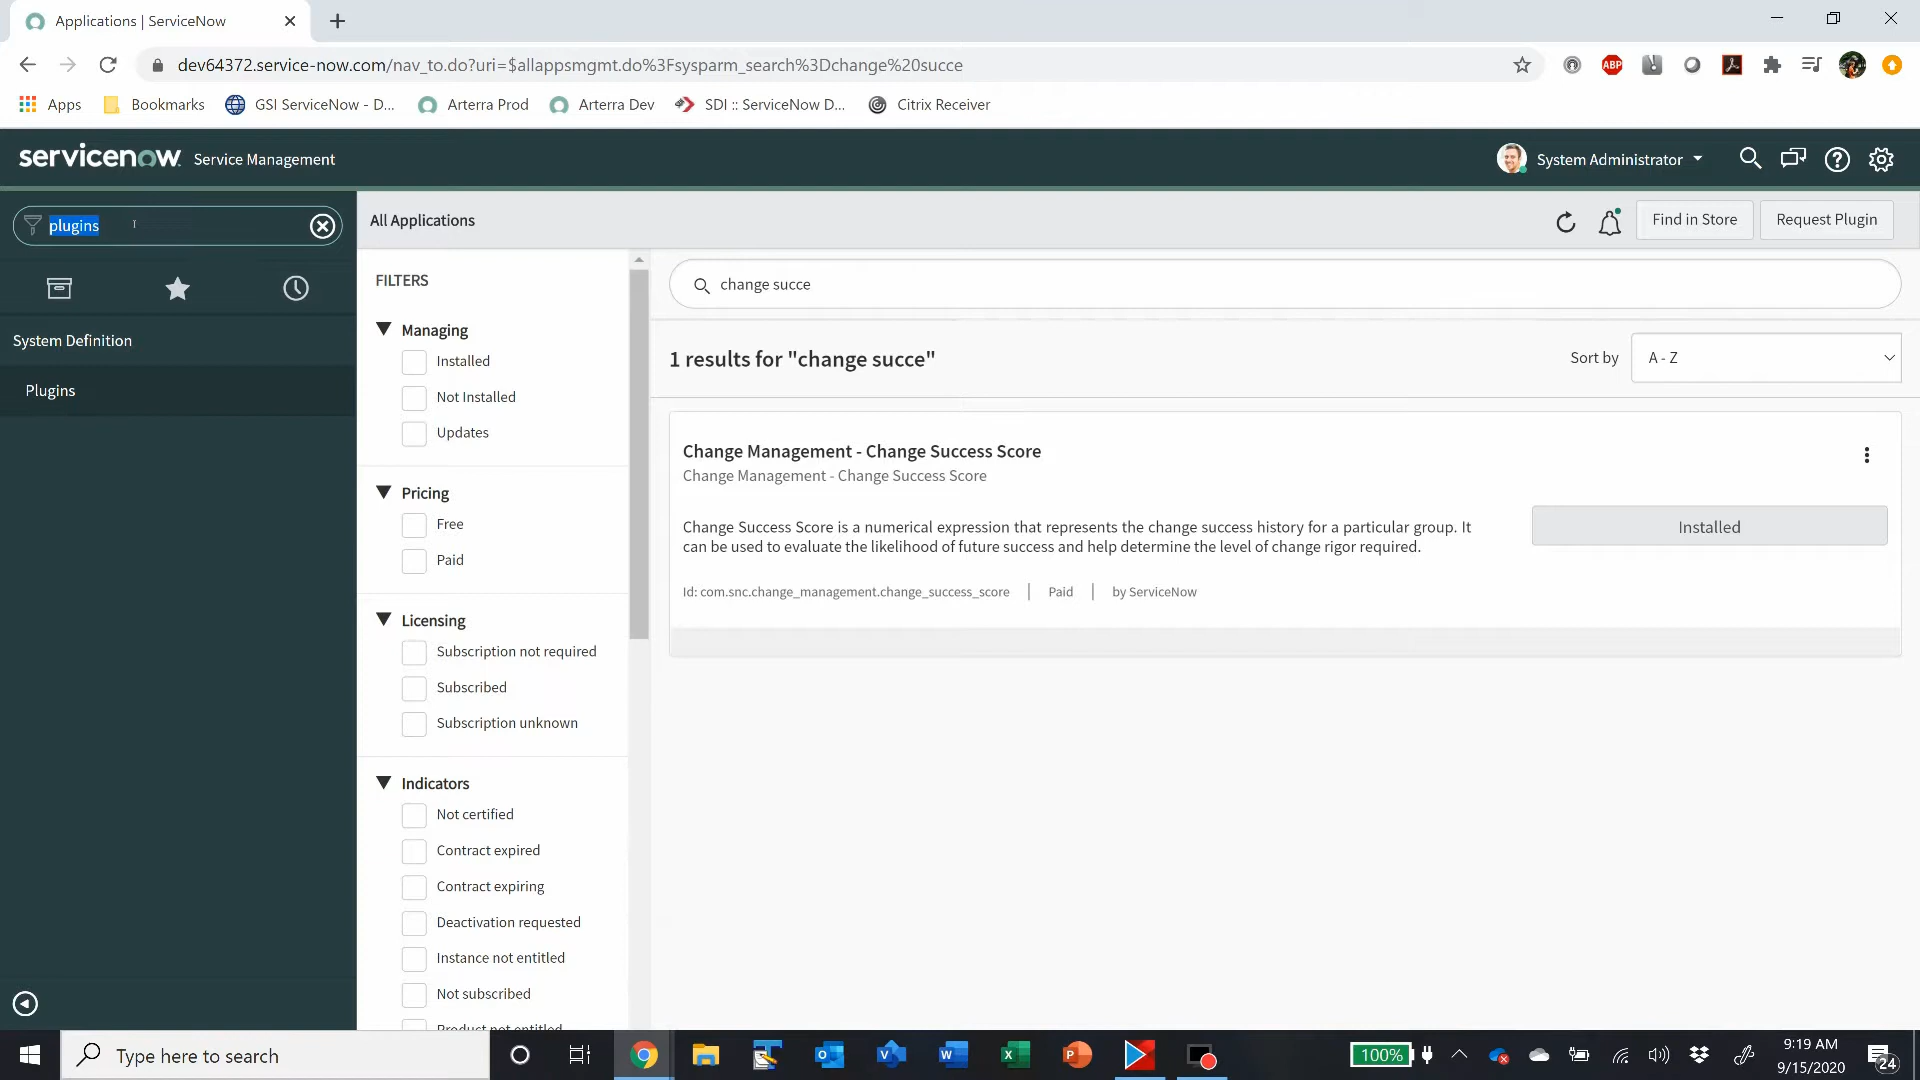 Applications | ServiceNow
dev64372.service-now.com/nav_to.do?uri=$allappsmgmt.do%3Fsysparm_search%3Dchange%20succe
ABP
Apps
Bookmarks
GSI ServiceNow - D...
Arterra Prod
Arterra Dev
SDI :: ServiceNow D...
Citrix Receiver
servicenow Service Management
System Administrator
plugins
All Applications
Find in Store
Request Plugin
System Definition
Plugins
FILTERS
Managing
Installed
Not Installed
Updates
Pricing
Free
Paid
Licensing
Subscription not required
Subscribed
Subscription unknown
Indicators
Not certified
Contract expired
Contract expiring
Deactivation requested
Instance not entitled
Not subscribed
Product not entitled
change succe
1 results for "change succe"
Sort by
A - Z
Change Management - Change Success Score
Change Management - Change Success Score
Change Success Score is a numerical expression that represents the change success history for a particular group. It
can be used to evaluate the likelihood of future success and help determine the level of change rigor required.
Installed
Id: com.snc.change_management.change_success_score | Paid | by ServiceNow
Type here to search
100%
9:19 AM
9/15/2020
24